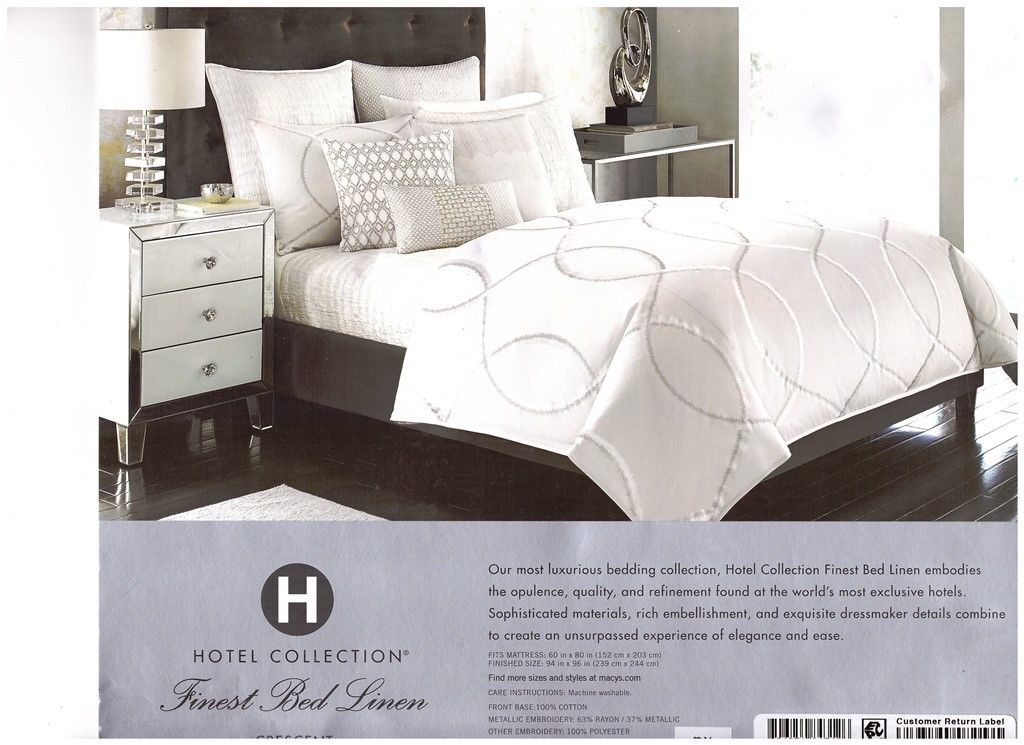 H
HOTEL COLLECTION®
Finest Bed Linen
CRESCENT
Our most luxurious bedding collection, Hotel Collection Finest Bed Linen embodies
the opulence, quality, and refinement found at the world's most exclusive hotels.
Sophisticated materials, rich embellishment, and exquisite dressmaker details combine
to create an unsurpassed experience of elegance and ease.
FITS MATTRESS: 60 in x 80 in (152 cm x 203 cm)
FINISHED SIZE: 94 in x 96 in (239 cm x 244 cm)
Find more sizes and styles at macys.com
CARE INSTRUCTIONS: Machine washable.
FRONT BASE:100% COTTON
METALLIC EMBROIDERY: 63% RAYON / 37% METALLIC
OTHER EMBROIDERY: 100% POLYESTER
Customer Return Label